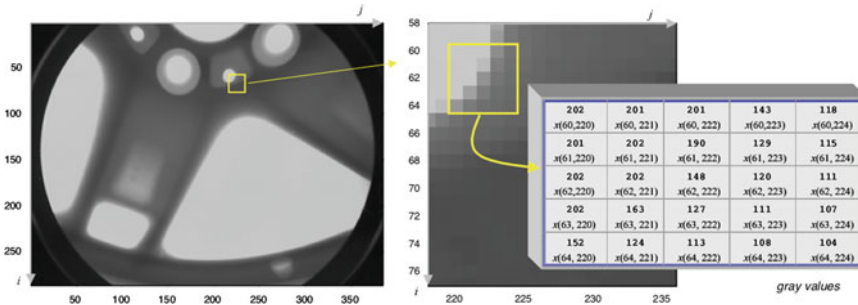 j
50
100
150
200
250
i
50 100 150 200 250 300 350
j
58
60
62
64
66
68
70
72
74
76
i
220 225 230 235
202 201 201 143 118
x(60,220) x(60, 221) x(60, 222) x(60,223) x(60,224)
201 202 190 129 115
x(61,220) x(61, 221) x(61, 222) x(61, 223) x(61, 224)
202 202 148 120 111
x(62,220) x(62, 221) x(62, 222) x(62, 223) x(62, 224)
202 163 127 111 107
x(63, 220) x(63, 221) x(63, 222) x(63, 223) x(63, 224)
152 124 113 108 104
x(64, 220) x(64, 221) x(64, 222) x(64, 223) x(64, 224)
gray values